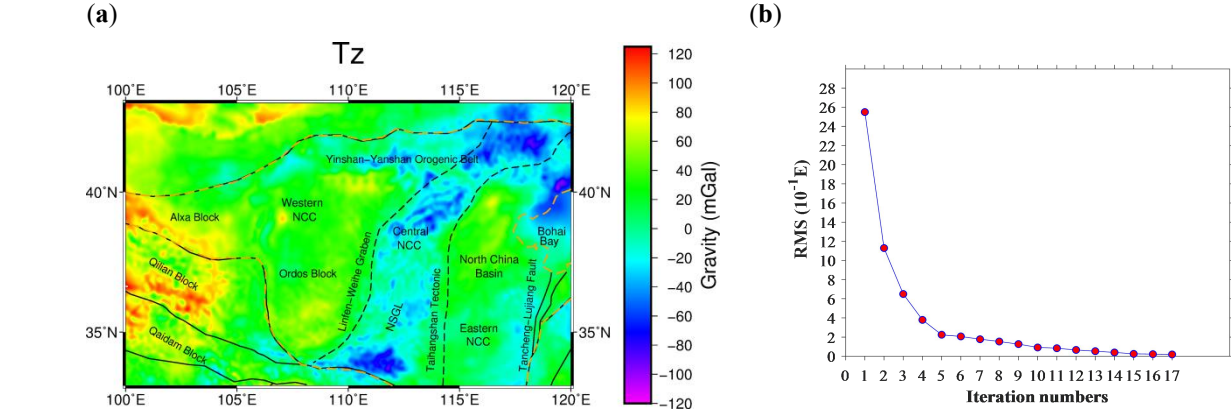 (a)
(b)
Tz
100°E 105°E 110°E 115°E 120°E
40°N
35°N
40°N
35°N
100°E 105°E 110°E 115°E 120°E
Yinshan-Yanshan Orogenic Belt
Alxa Block
Western
NCC
Qilian Block
Ordos Block
Qaidam Block
Linfen-Weihe Graben
Central
NCC
NSGL
Taihangshan Tectonic
North China
Basin
Bohai
Bay
Eastern
NCC
Tancheng-Lujiang Fault
120
100
80
60
40
20
0
-20
-40
-60
-80
-100
-120
Gravity (mGal)
28
26
24
22
20
18
16
14
12
10
8
6
4
2
0
RMS (10⁻¹E)
0 1 2 3 4 5 6 7 8 9 10 11 12 13 14 15 16 17
Iteration numbers